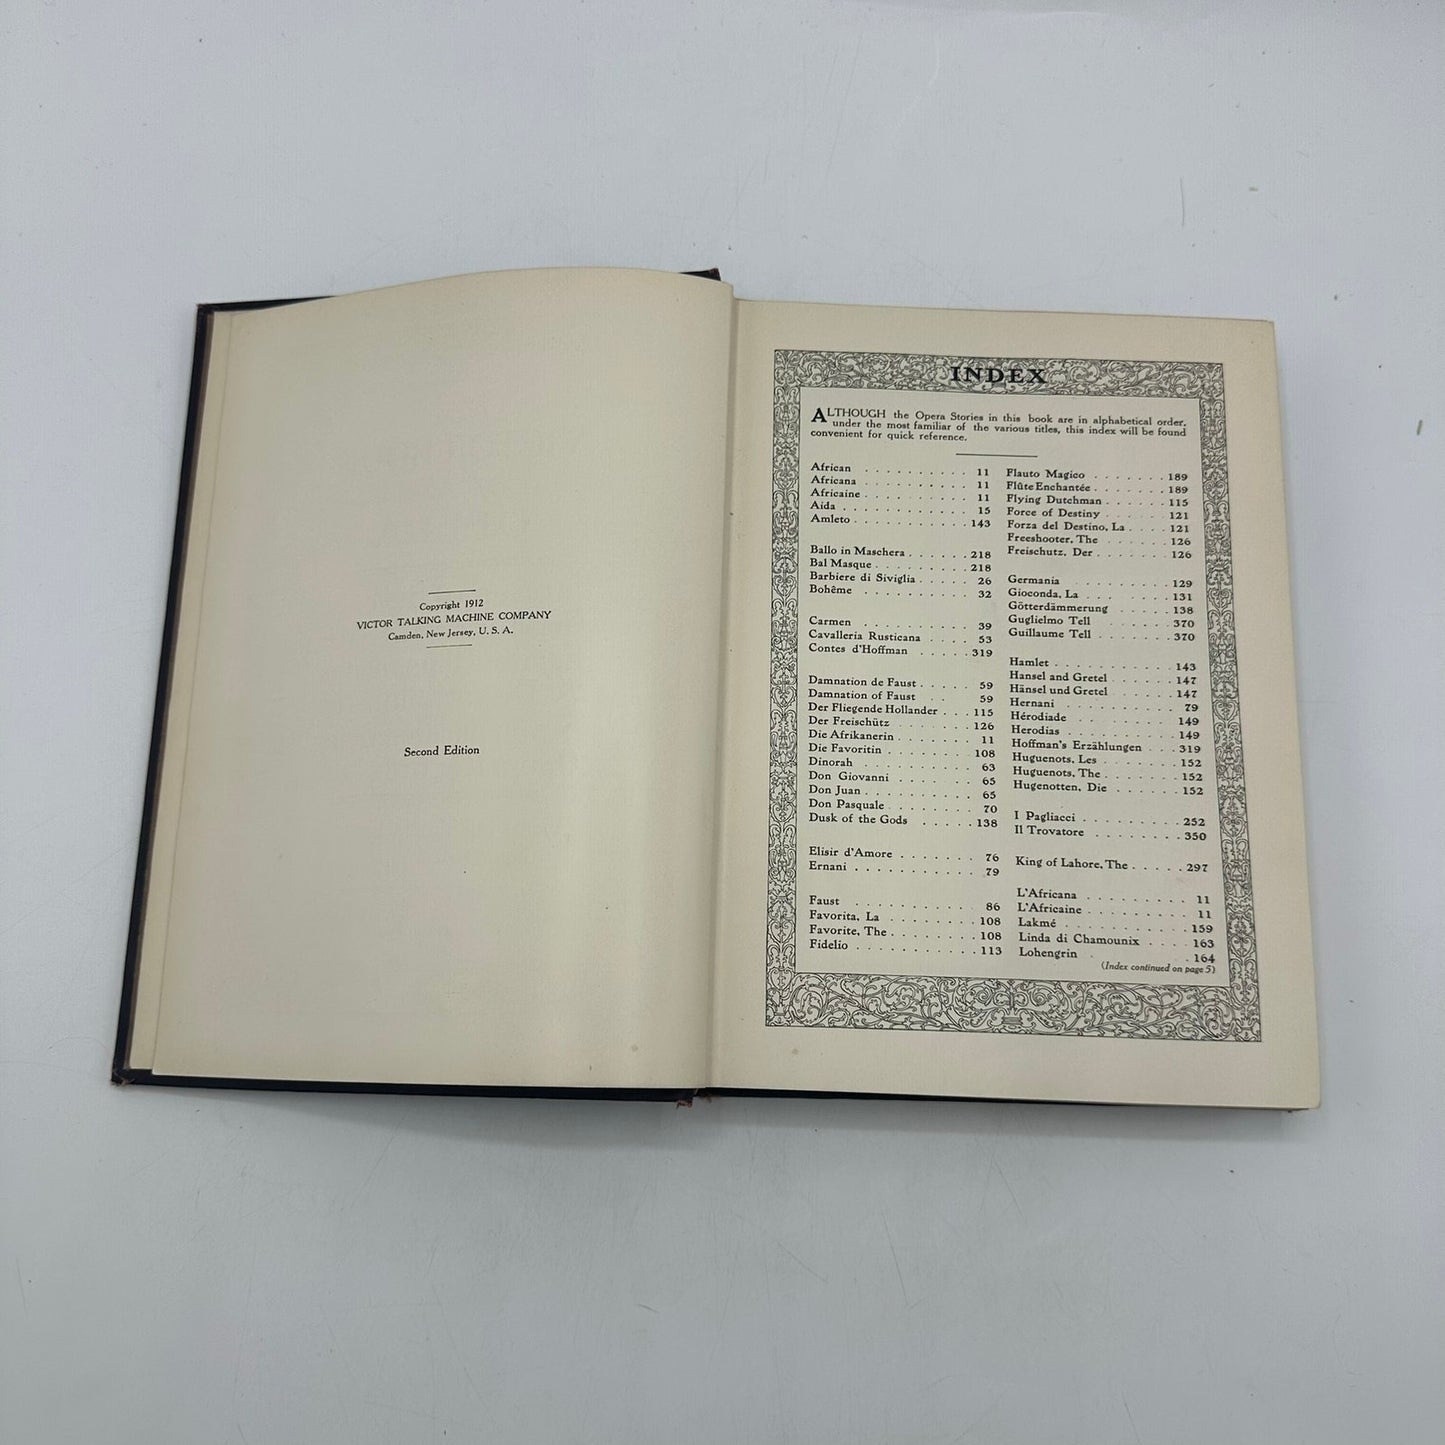 Copyright 1912
VICTOR TALKING MACHINE COMPANY
Camden, New Jersey, U. S. A.
Second Edition
INDEX
ALTHOUGH the Opera Stories in this book are in alphabetical order,
under the most familiar of the various titles, this index will be found
convenient for quick reference.
African . . . . . . . . . . 11
Africana . . . . . . . . . 11
Africaine . . . . . . . . . 11
Aida . . . . . . . . . . . 15
Amleto . . . . . . . . . . 143
Ballo in Maschera . . . . . . 218
Bal Masque . . . . . . . . 218
Barbiere di Siviglia . . . . . 26
Bohême . . . . . . . . . . 32
Carmen . . . . . . . . . . 39
Cavalleria Rusticana . . . . 53
Contes d'Hoffman . . . . . 319
Damnation de Faust . . . . . 59
Damnation of Faust . . 59
Der Fliegende Hollander . . . 115
Der Freischütz . . . . . . . 126
Die Afrikanerin . . . . . . . 11
Die Favoritin . . . . . . . . 108
Dinorah . . . . . . . . . . 63
Don Giovanni . . . . . . . 65
Don Juan . . . . . . . . . . 65
Don Pasquale . . . . . . . . 70
Dusk of the Gods . . . . . 138
Elisir d'Amore . . . . . . . 76
Ernani . . . . . . . . . . . 79
Faust . . . . . . . . . . 86
Favorita, La . . . . . . . . 108
Favorite, The . . . . . . . . 108
Fidelio . . . . . . . . . . . 113
Flauto Magico . . . . . . . 189
Flûte Enchantée . . . . . . . 189
Flying Dutchman . . . . . . 115
Force of Destiny . . . . . . 121
Forza del Destino, La . . . . 121
Freeshooter, The . . . . . . 126
Freischutz, Der . . . . . . . 126
Germania . . . . . . . . . 129
Gioconda, La . . . . . . . 131
Götterdämmerung . . . . . 138
Guglielmo Tell . . . . . . . 370
Guillaume Tell . . . . . . . 370
Hamlet . . . . . . . . . . . 143
Hansel and Gretel . . . . . . 147
Hänsel und Gretel . . . . . . 147
Hernani . . . . . . . . . . 79
Hérodiade . . . . . . . . 149
Herodias . . . . . . . . . 149
Hoffman's Erzählungen . . . 319
Huguenots, Les . . . . . . . 152
Huguenots, The . . . . . . . 152
Hugenotten, Die . . . . . . 152
I Pagliacci . . . . . . . . . 252
Il Trovatore . . . . . . . . 350
King of Lahore, The . . . . . 297
L'Africana . . . . . . . . . 11
L'Africaine . . . . . . . . . 11
Lakmé . . . . . . . . . . . 159
Linda di Chamounix . . . . 163
Lohengrin . . 164
(Index continued on page 5)